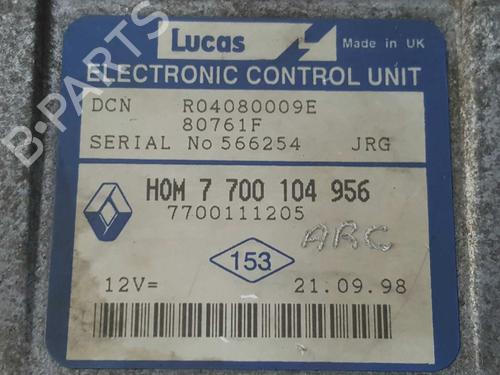 B-PARTS
Lucas
Made in UK
ELECTRONIC CONTROL UNIT
DCN R04080009E
80761F
SERIAL No 566254 JRG
HOM 7 700 104 956
7700111205
ARG
153
12V= 21.09.98